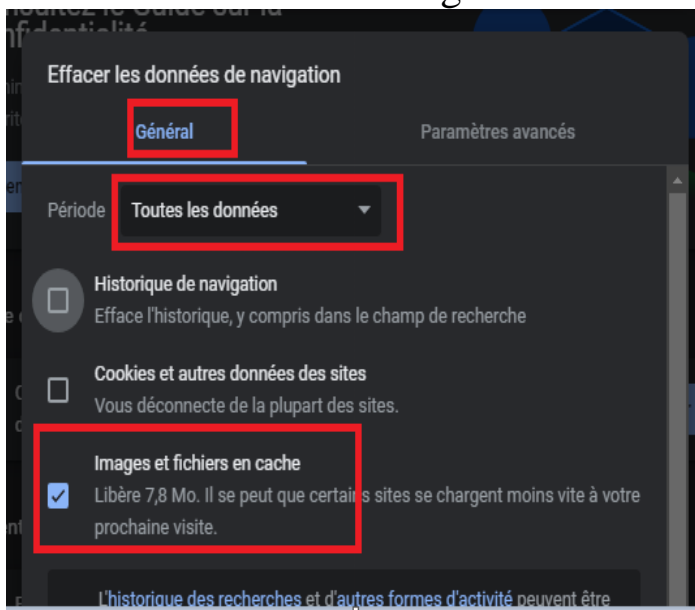 Effacer les données de navigation
Général Paramètres avancés
Période Toutes les données
Historique de navigation
Efface l'historique, y compris dans le champ de recherche
Cookies et autres données des sites
Vous déconnecte de la plupart des sites.
Images et fichiers en cache
Libère 7,8 Mo. Il se peut que certains sites se chargent moins vite à votre
prochaine visite.
L'historique des recherches et d'autres formes d'activité peuvent être